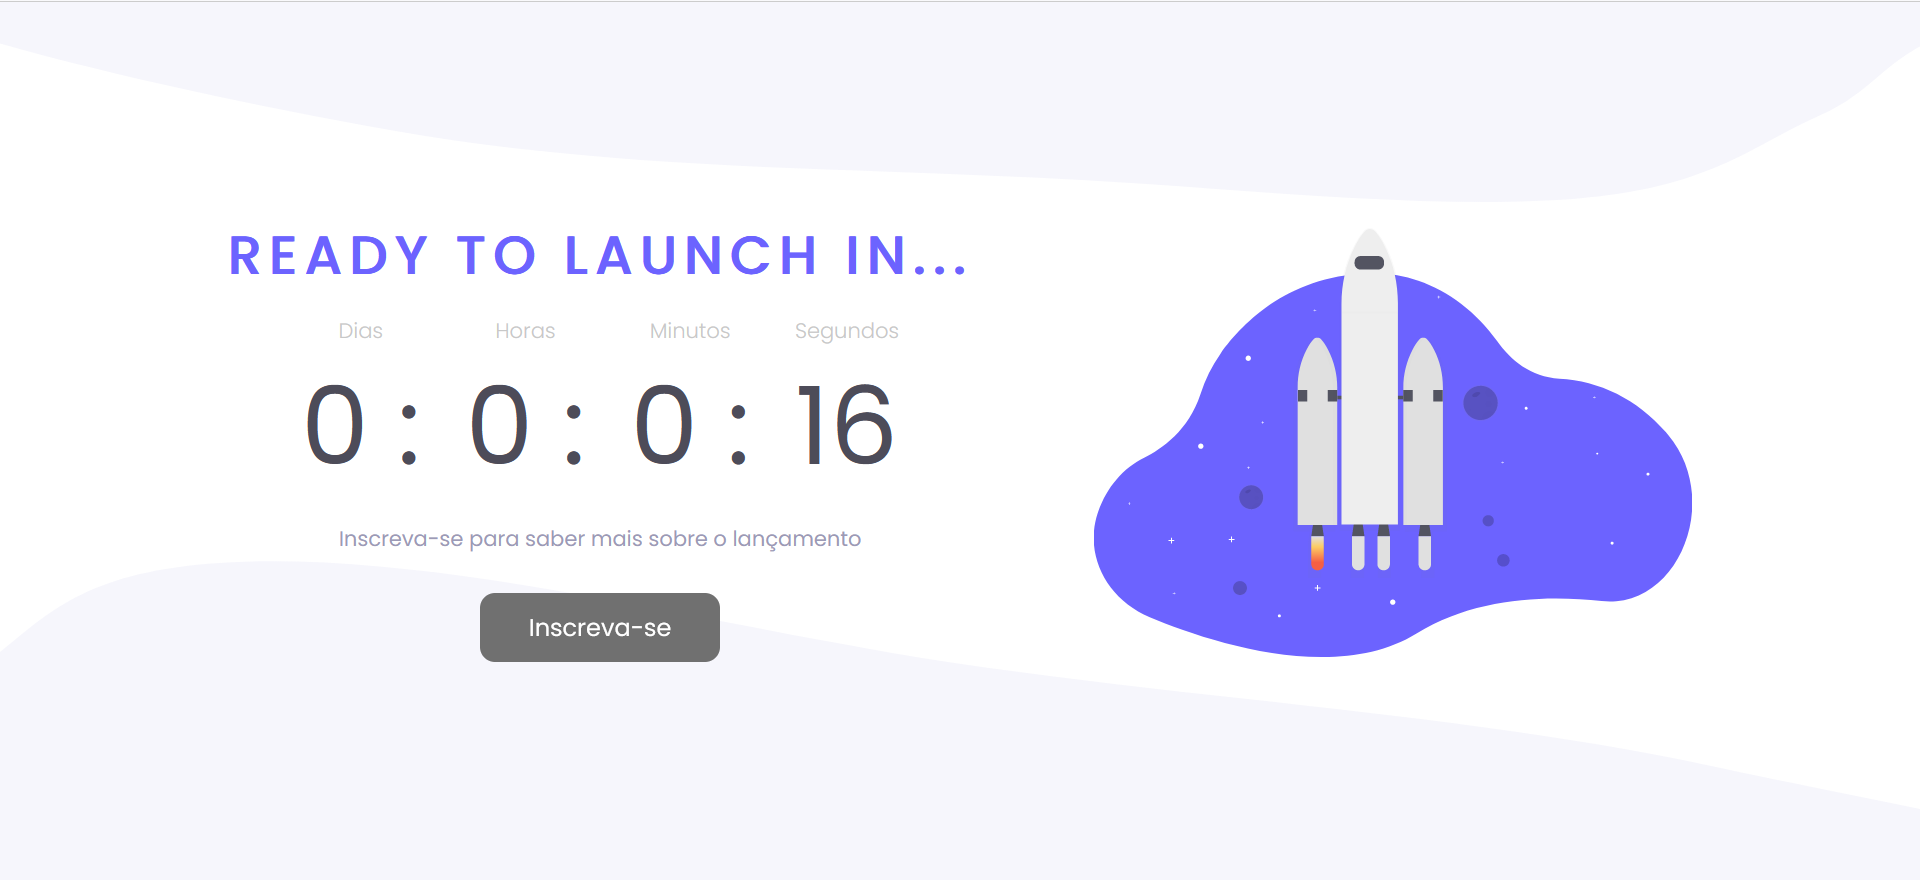 READY TO LAUNCH IN...
Dias Horas Minutos Segundos
0 : 0 : 0 : 16
Inscreva-se para saber mais sobre o lançamento
Inscreva-se